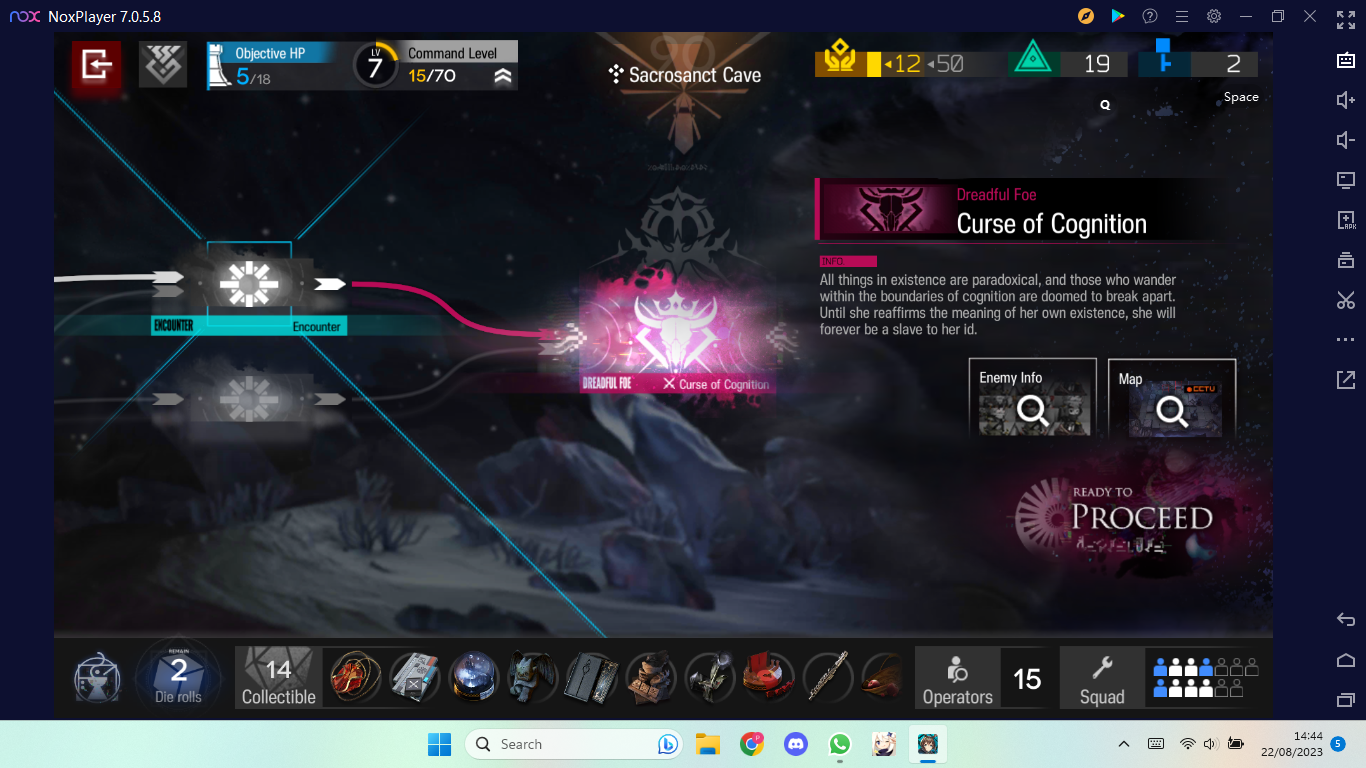 nox NoxPlayer 7.0.5.8
Objective HP
5/18
LV
7
Command Level
15/70
Sacrosanct Cave
12
50
19
2
Q
Space
Dreadful Foe
Curse of Cognition
INFO.
All things in existence are paradoxical, and those who wander
within the boundaries of cognition are doomed to break apart.
Until she reaffirms the meaning of her own existence, she will
forever be a slave to her id.
ENCOUNTER
Encounter
DREADFUL FOE
Curse of Cognition
Enemy Info
Map
CCTV
READY TO
PROCEED
REMAIN
2
Die rolls
14
Collectible
Operators
15
Squad
Search
14:44
22/08/2023
5